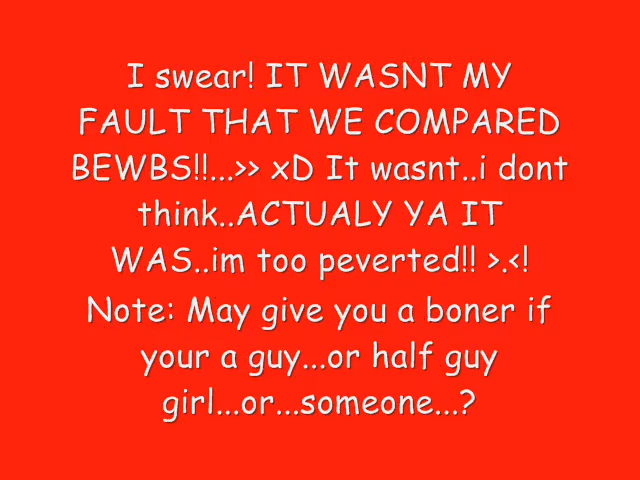 I swear! IT WASNT MY
FAULT THAT WE COMPARED
BEWBS!!...>> xD It wasnt..i dont
think..ACTUALY YA IT
WAS..im too peverted!! >.<!
Note: May give you a boner if
your a guy...or half guy
girl...or...someone...?